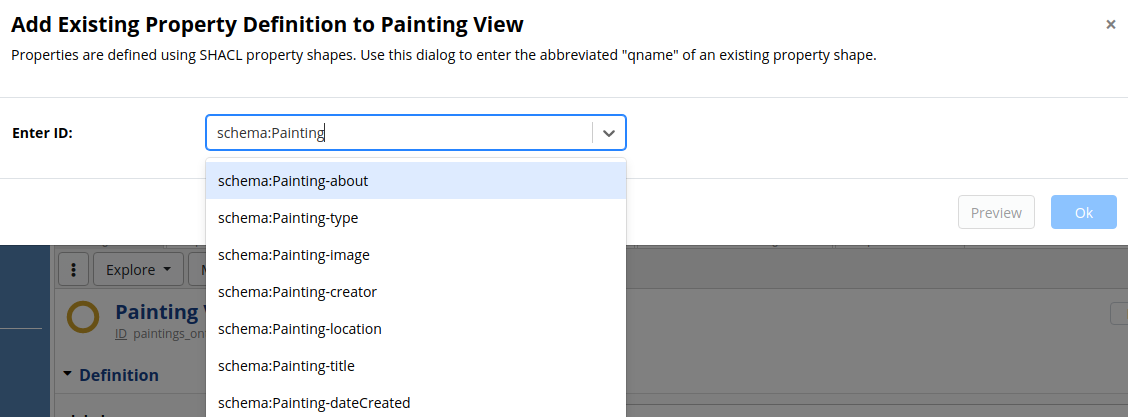 Add Existing Property Definition to Painting View
×
Properties are defined using SHACL property shapes. Use this dialog to enter the abbreviated "qname" of an existing property shape.
Enter ID:
schema:Painting
schema:Painting-about
schema:Painting-type
schema:Painting-image
schema:Painting-creator
schema:Painting-location
schema:Painting-title
schema:Painting-dateCreated
Preview
Ok
Explore
Painting
ID paintings_on
Definition